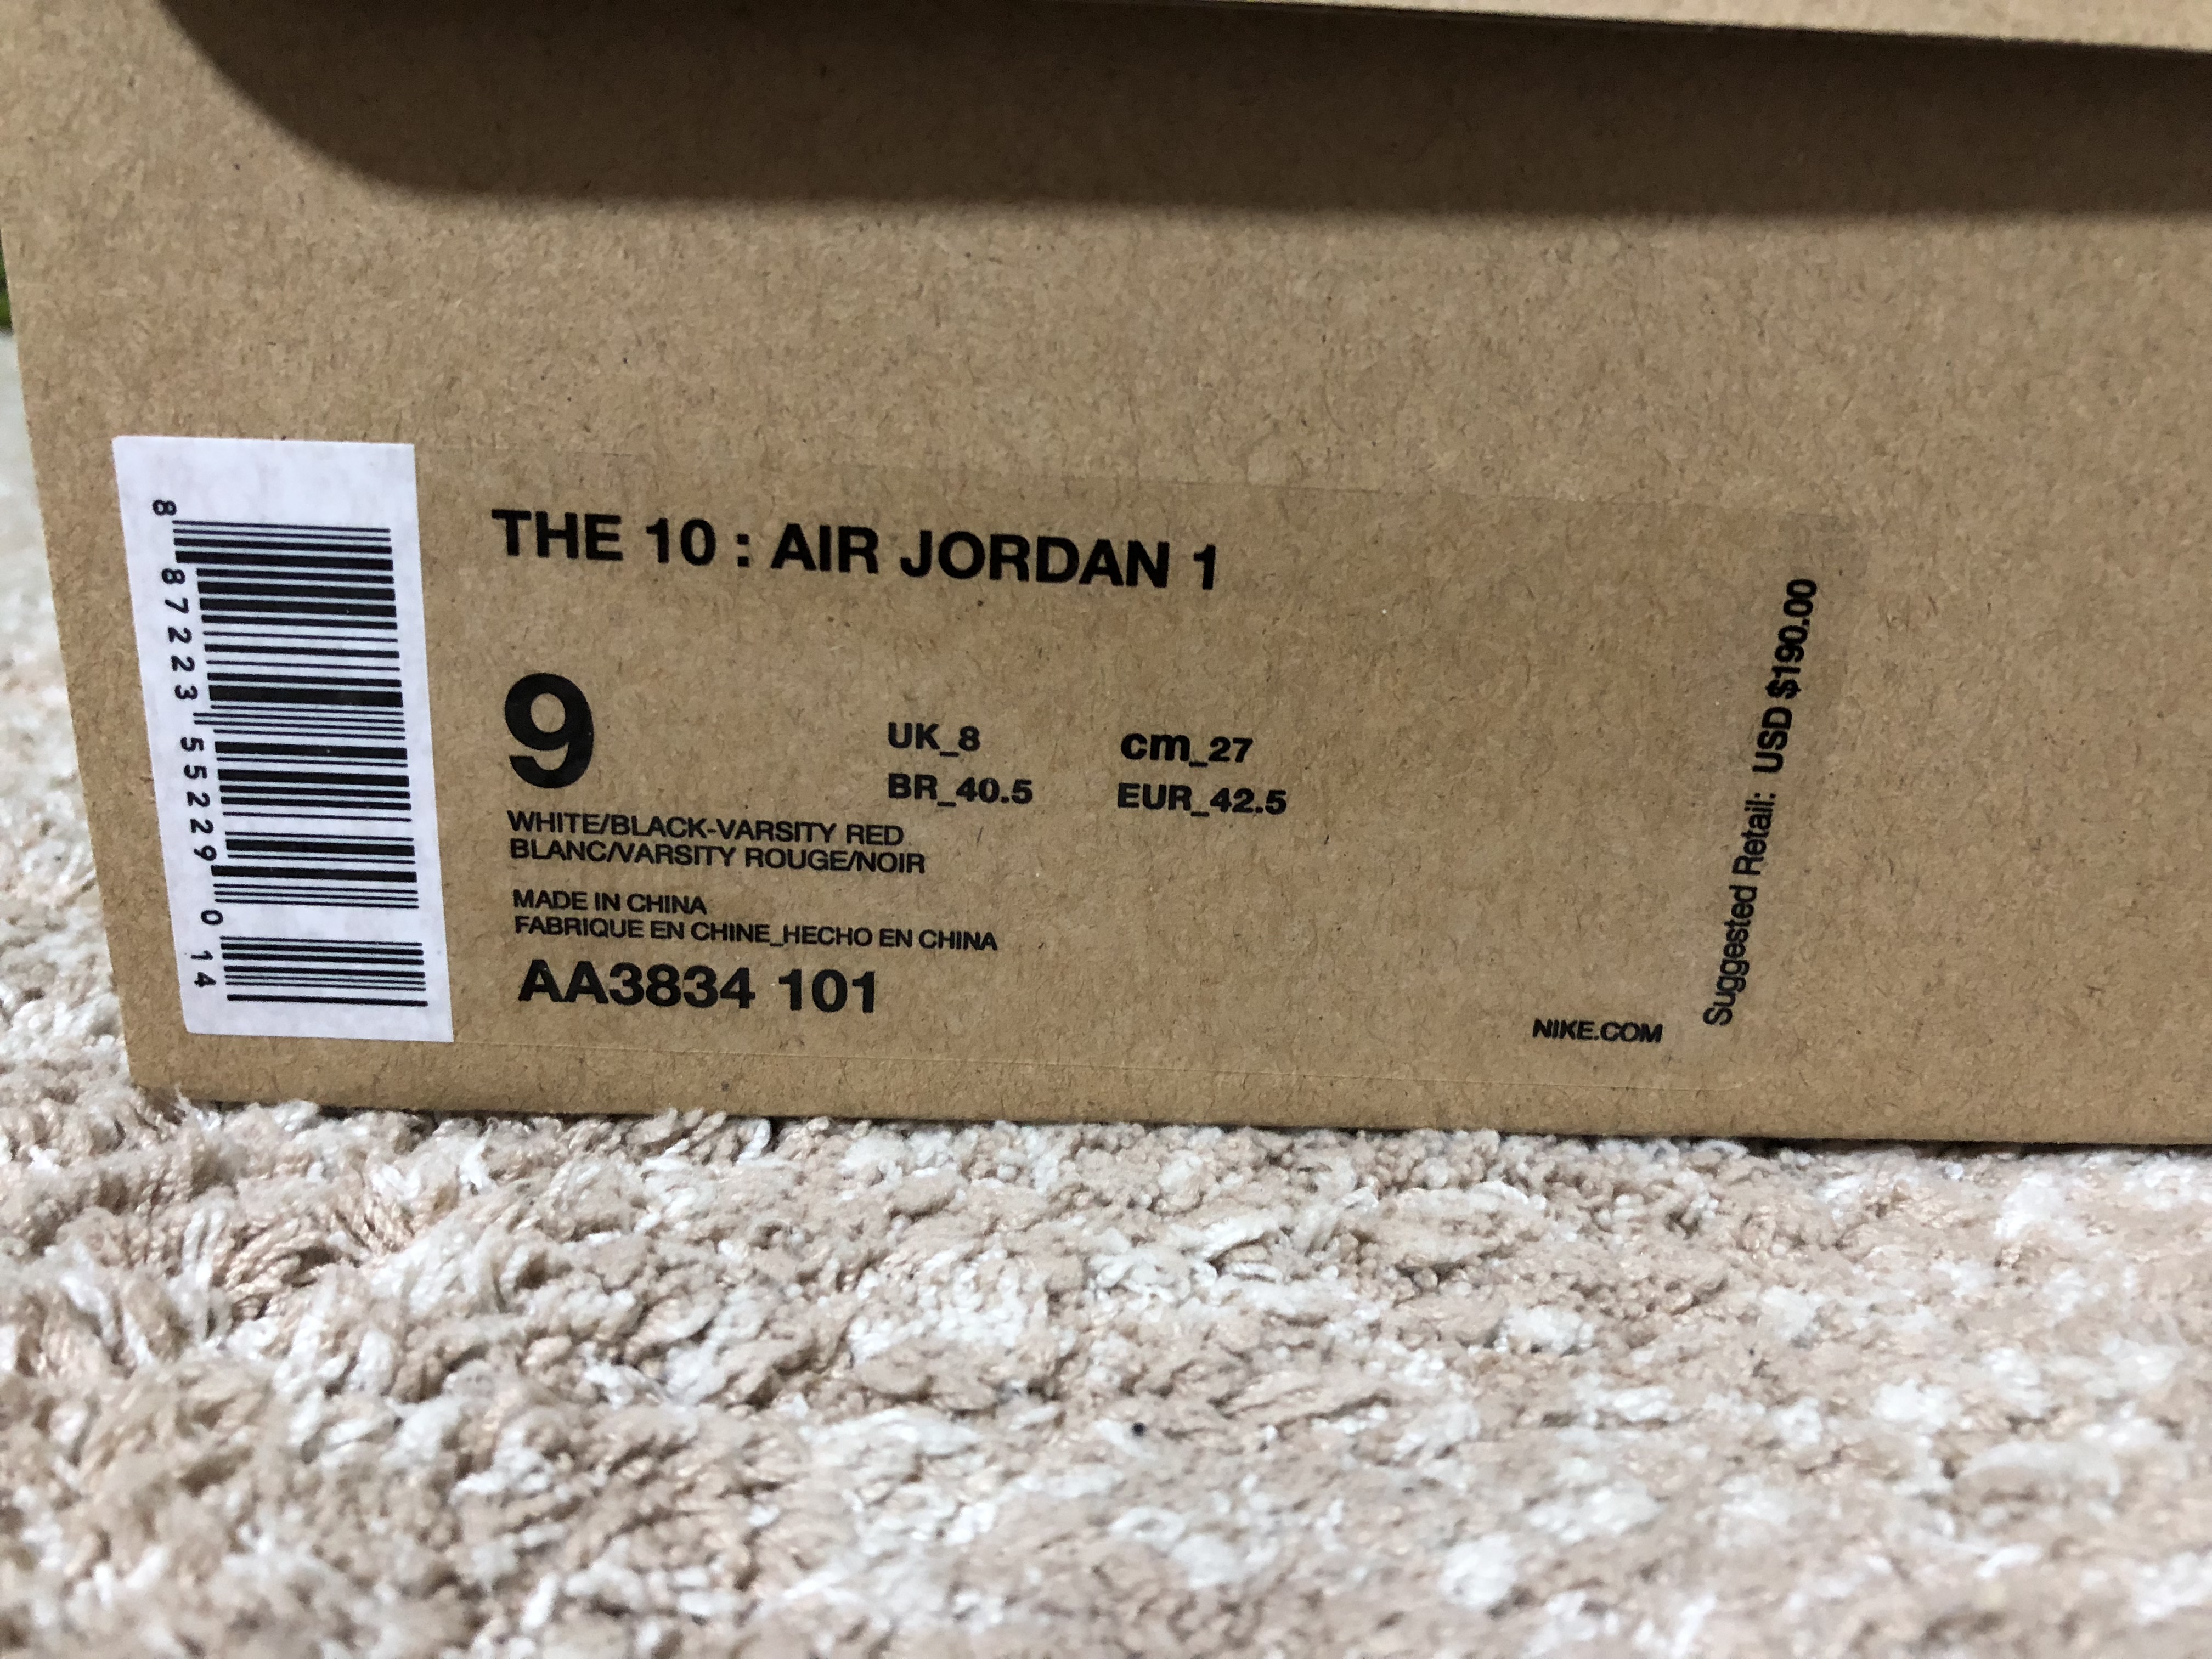 8 87223 55229 0 14
THE 10 : AIR JORDAN 1
9
UK_8 cm_27
BR_40.5 EUR_42.5
WHITE/BLACK-VARSITY RED
BLANC/VARSITY ROUGE/NOIR
MADE IN CHINA
FABRIQUE EN CHINE_HECHO EN CHINA
AA3834 101
NIKE.COM
Suggested Retail: USD $190.00